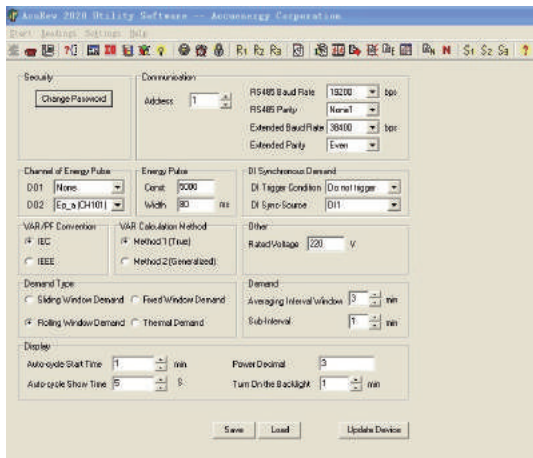 AcuView 2020 Utility Software -- Accuenergy Corporation
Start Readings Settings Help
R1 R2 R3 N S1 S2 S3 ?
Security
Change Password
Communication
Address 1
RS485 Baud Rate 19200 bps
RS485 Parity None1
Extended Baud Rate 38400 bps
Extended Parity Even
Channel of Energy Pulse
DO1 None
DO2 Ep_a (CH101)
Energy Pulse
Const 5000
Width 80 ms
DI Synchronous Demand
DI Trigger Condition Do not trigger
DI Sync-Source DI1
VAR/PF Convention
IEC
IEEE
VAR Calculation Method
Method 1 (True)
Method 2 (Generalized)
Other
Rated Voltage 220 V
Demand Type
Sliding Window Demand Fixed Window Demand
Rolling Window Demand Thermal Demand
Demand
Averaging Interval Window 3 min
Sub-Interval 1 min
Display
Auto-cycle Start Time 1 min
Auto-cycle Show Time 5 S
Power Decimal 3
Turn On the Backlight 1 min
Save Load Update Device